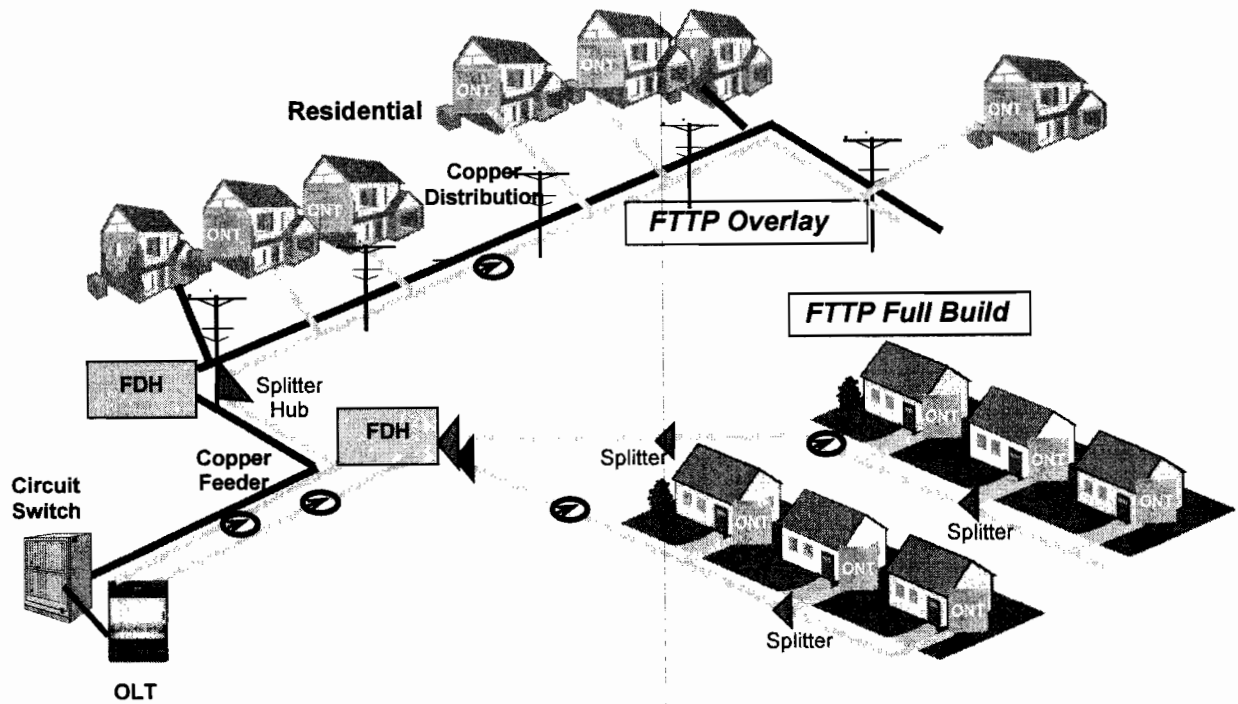 ONT
ONT
ONT
Residential
Copper
Distribution
ONT
ONT
FTTP Overlay
FTTP Full Build
FDH
Splitter
Hub
FDH
ONT
ONT
ONT
Splitter
Copper
Feeder
Circuit
Switch
ONT
ONT
ONT
Splitter
Splitter
OLT